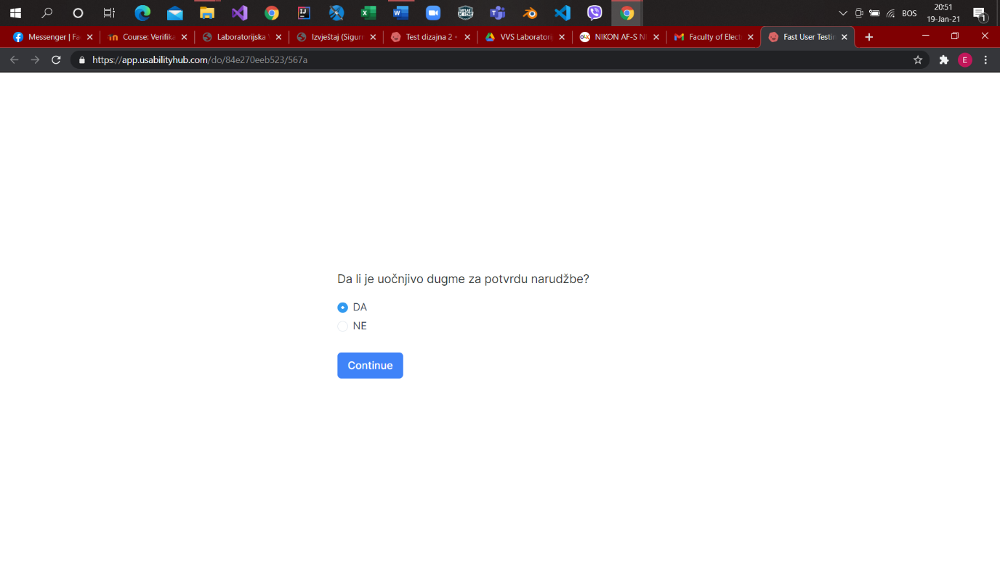 20:51
BOS
19-Jan-21
1
Messenger | Fa
Course: Verifika
Laboratorijska
Izvještaj (Sigurn
Test dizajna 2
VVS Laboratori
NIKON AF-S NI
Faculty of Elect
Fast User Testin
https://app.usabilityhub.com/do/84e270eeb523/567a
E
Da li je uočnjivo dugme za potvrdu narudžbe?
DA
NE
Continue